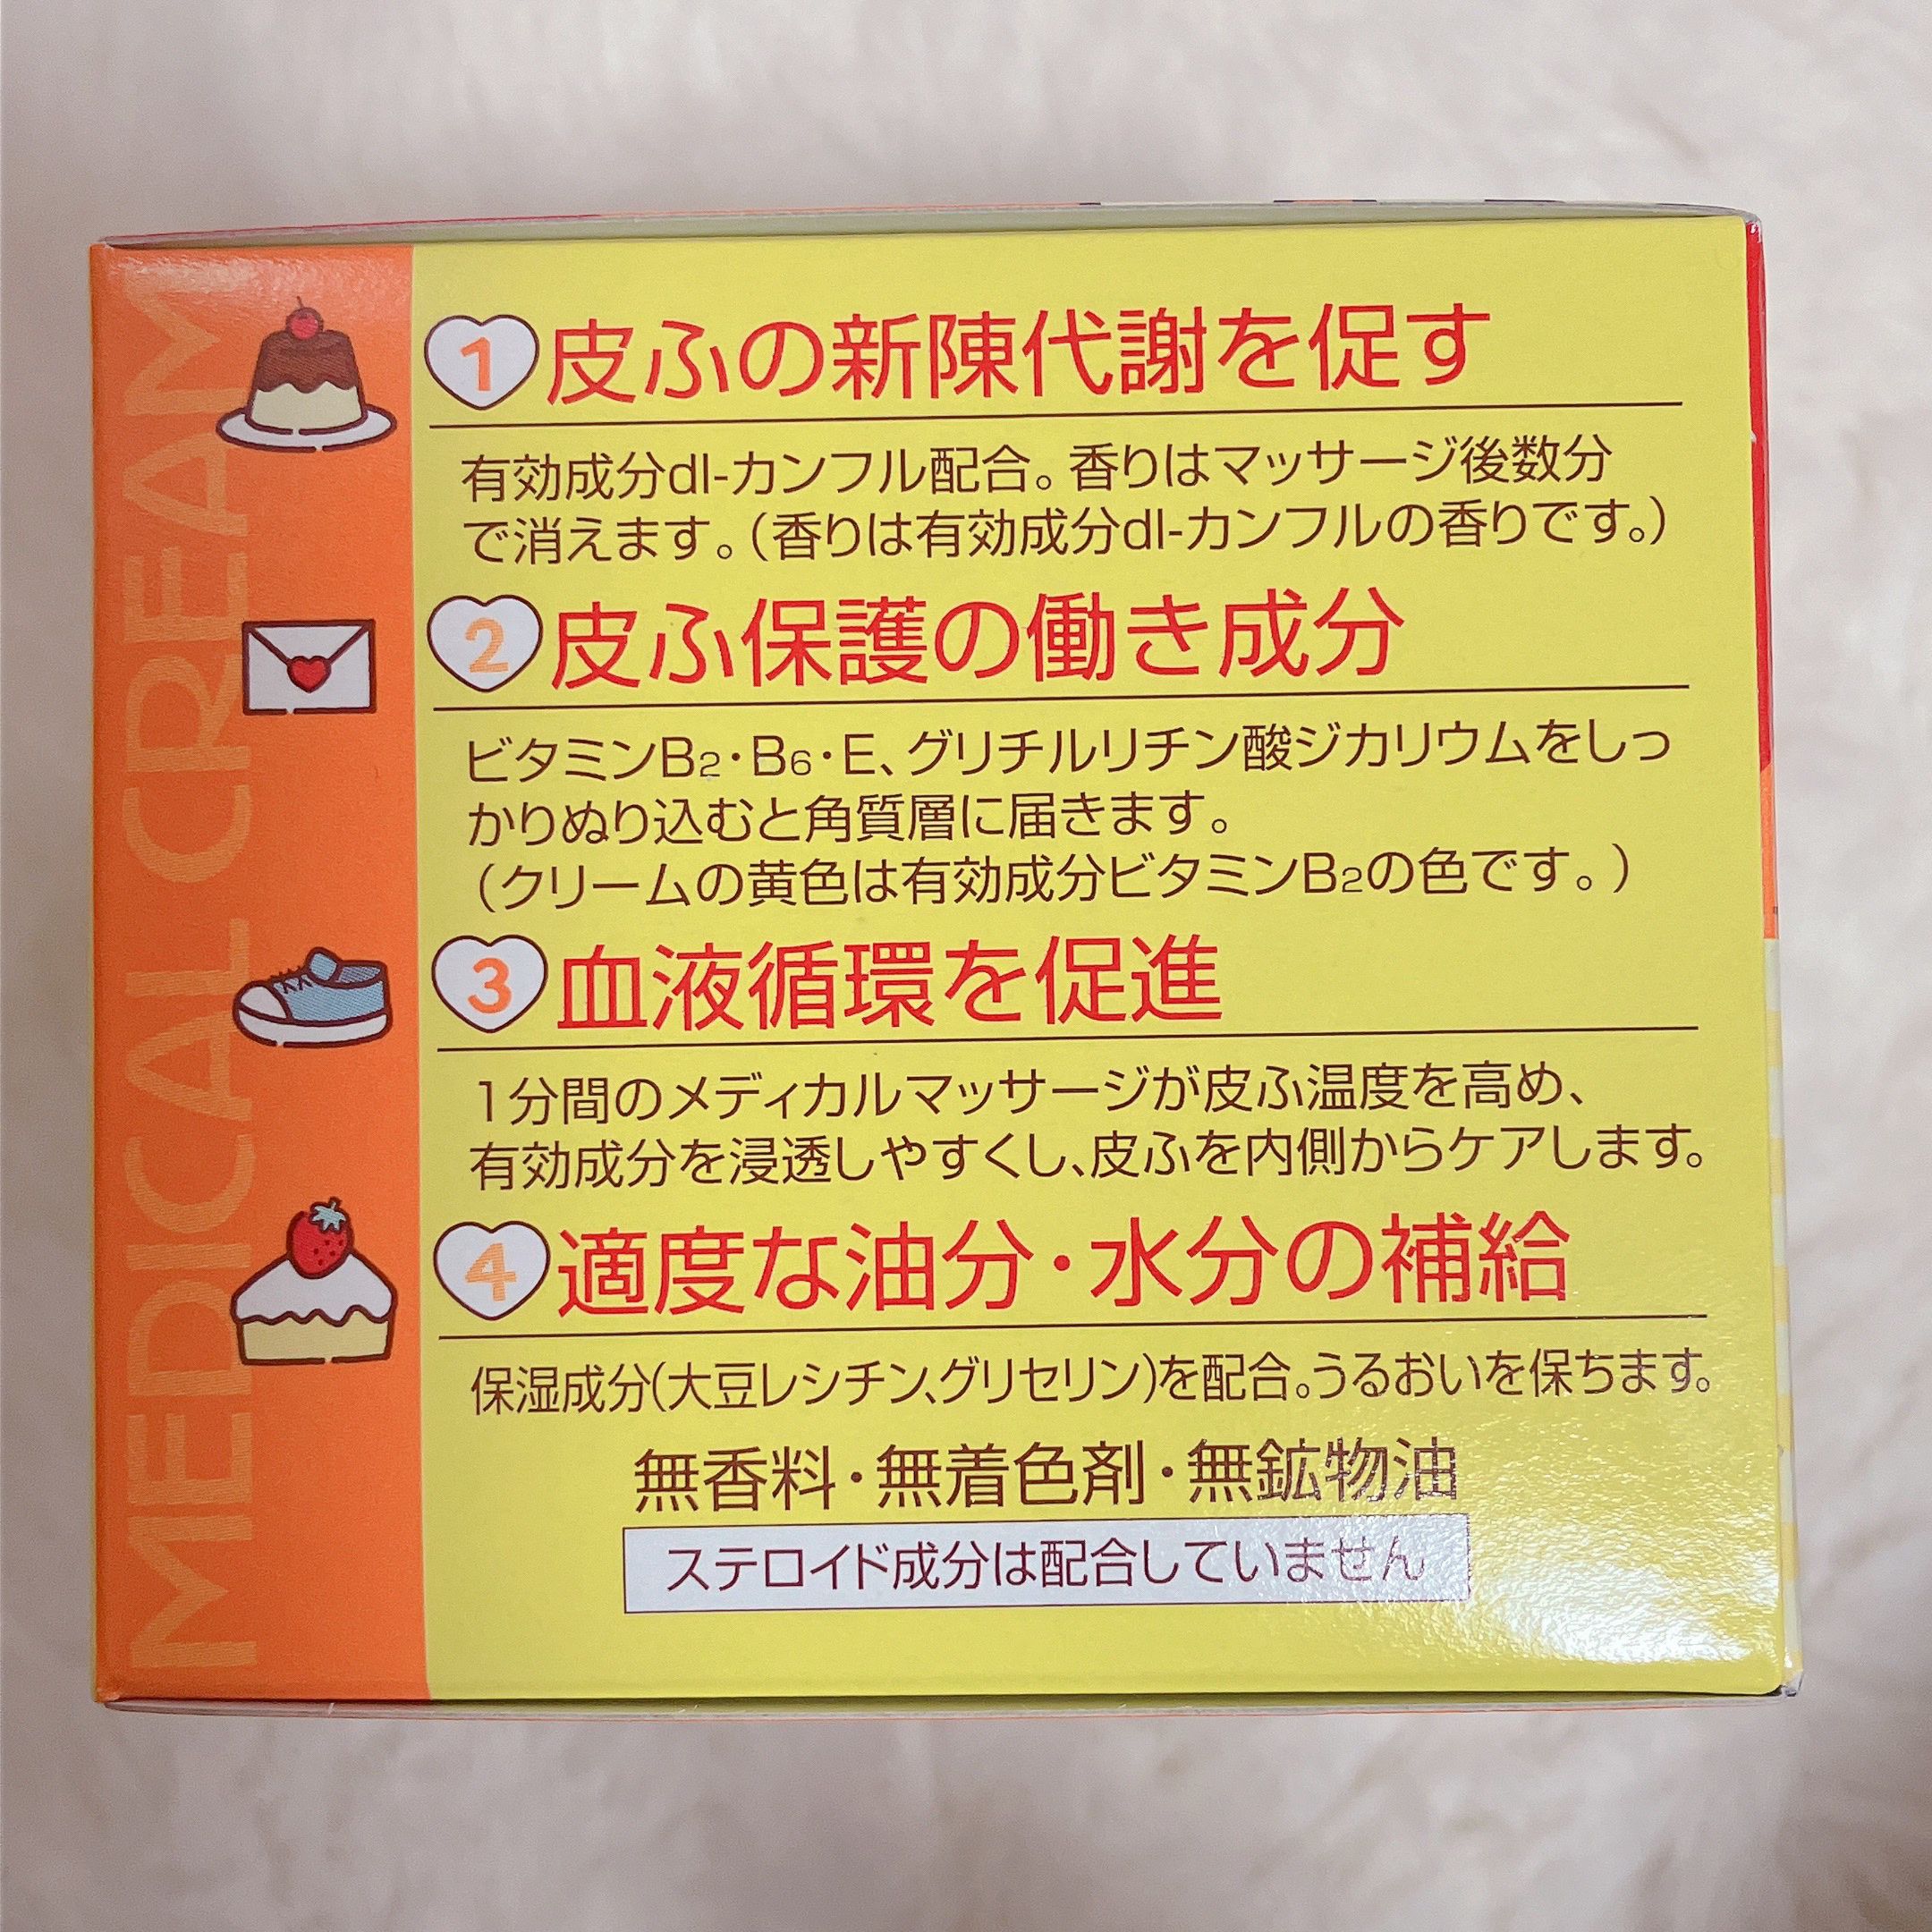 MEDICAL CREAM
1 皮ふの新陳代謝を促す
有効成分dl-カンフル配合。香りはマッサージ後数分
で消えます。(香りは有効成分dl-カンフルの香りです。)
2 皮ふ保護の働き成分
ビタミンB2・B6・E、グリチルリチン酸ジカリウムをしっ
かりぬり込むと角質層に届きます。
(クリームの黄色は有効成分ビタミンB2の色です。)
3 血液循環を促進
1分間のメディカルマッサージが皮ふ温度を高め、
有効成分を浸透しやすくし、皮ふを内側からケアします。
4 適度な油分・水分の補給
保湿成分(大豆レシチン、グリセリン)を配合。うるおいを保ちます。
無香料・無着色剤・無鉱物油
ステロイド成分は配合していません